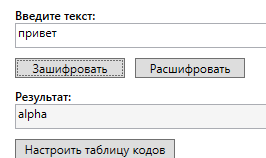 Введите текст:
привет
Зашифровать Расшифровать
Результат:
alpha
Настроить таблицу кодов